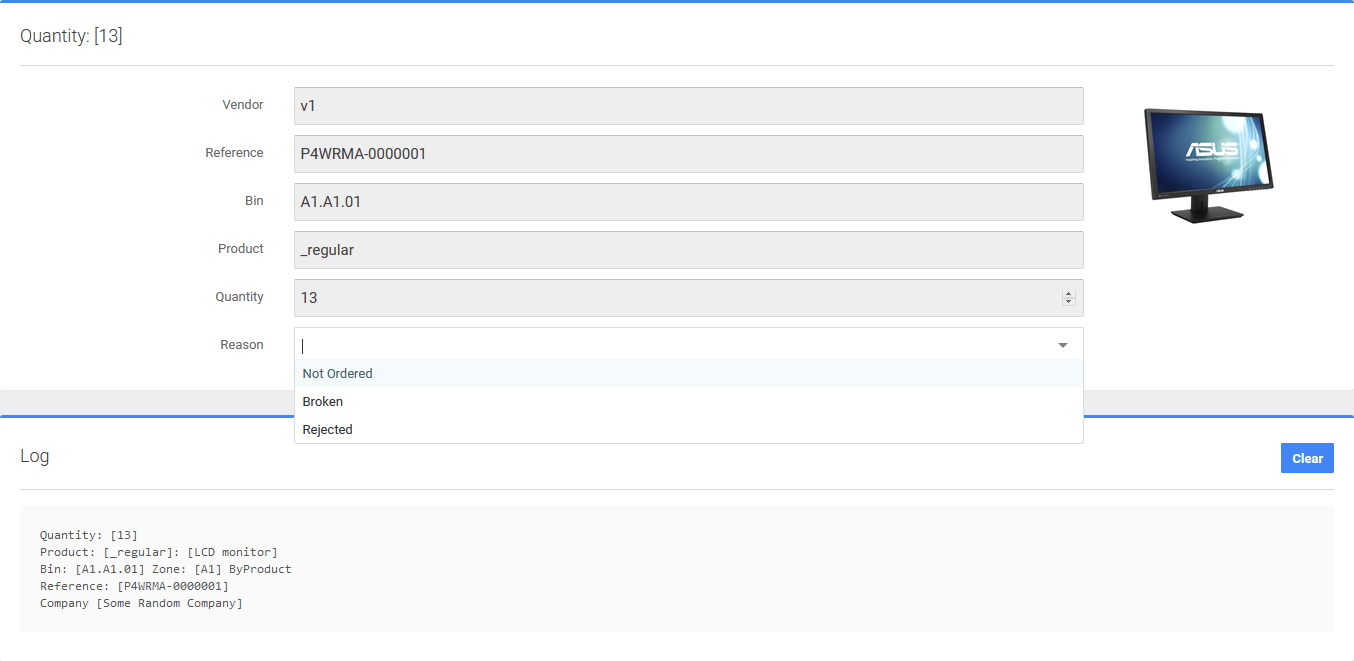 Quantity: [13]
Vendor
v1
Reference
P4WRMA-0000001
Bin
A1.A1.01
Product
_regular
ASUS
Quantity
13
Reason
Not Ordered
Broken
Rejected
Log
Clear
Quantity: [13]
Product: [_regular]: [LCD monitor]
Bin: [A1.A1.01] Zone: [A1] ByProduct
Reference: [P4WRMA-0000001]
Company [Some Random Company]